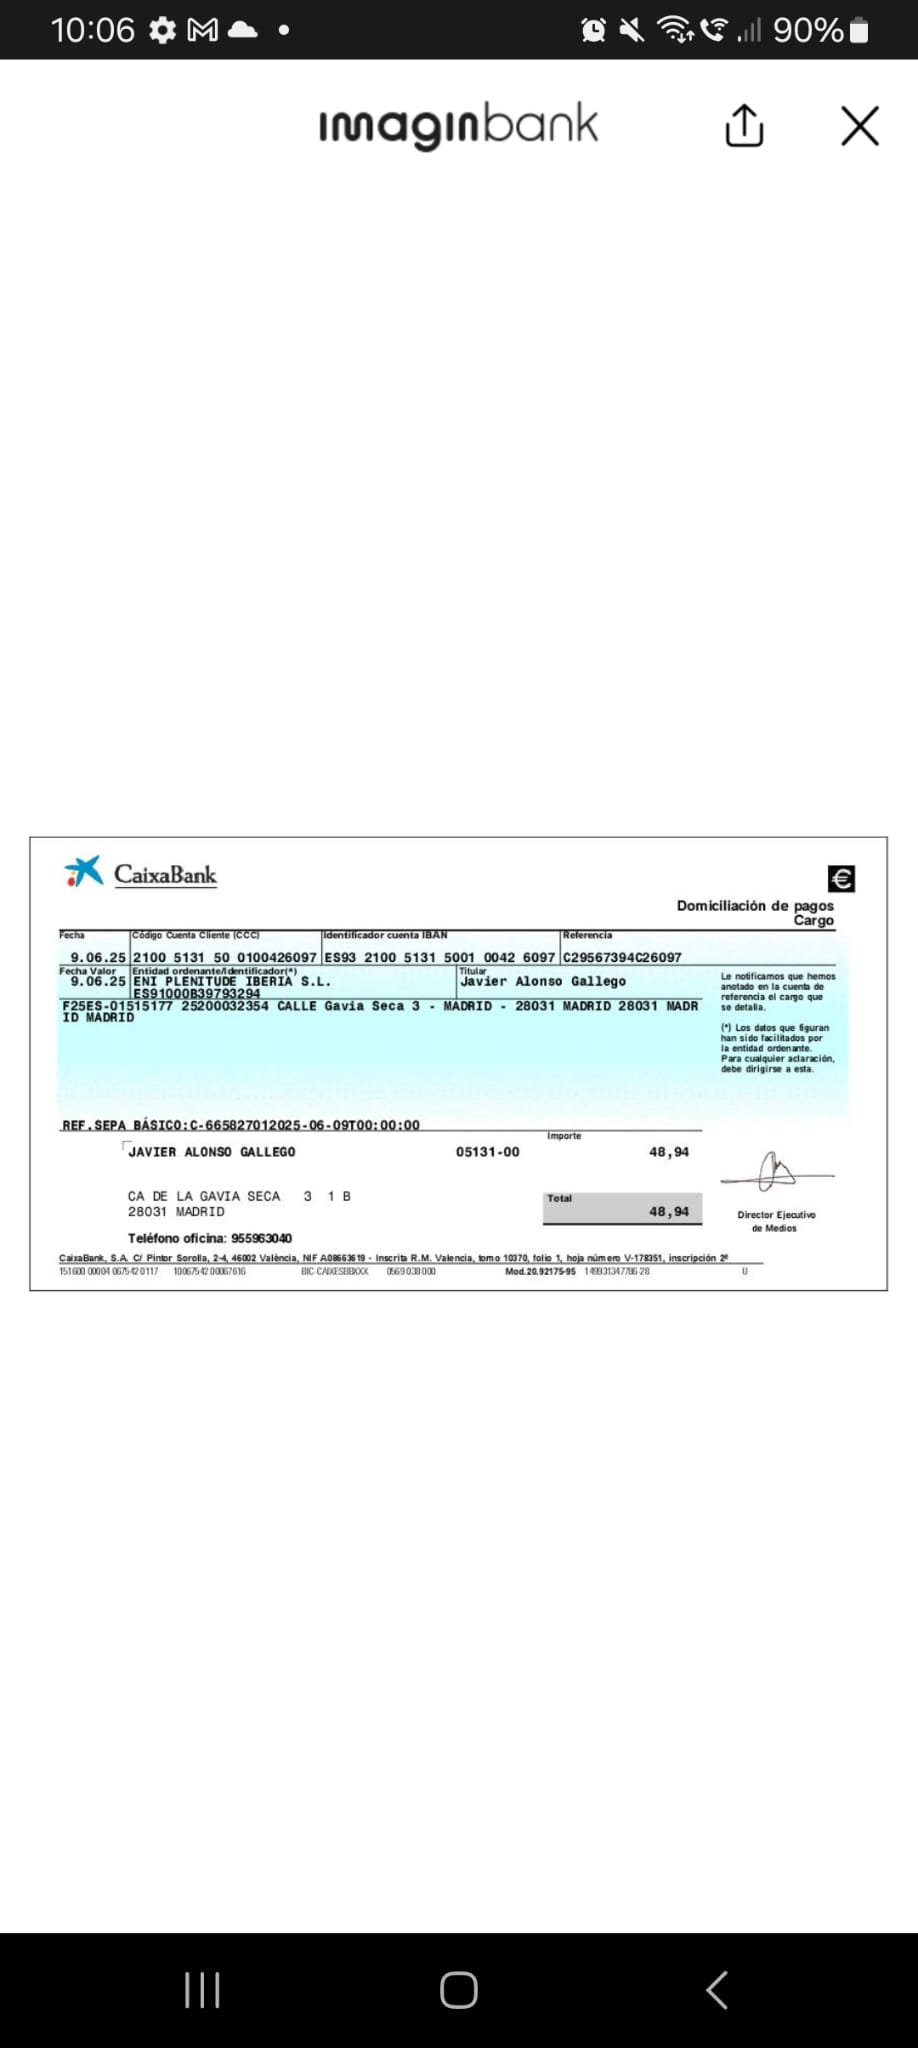 10:06
90%
imaginbank
CaixaBank
€
Domiciliación de pagos
Cargo
Fecha Código Cuenta Cliente (CCC) Identificador cuenta IBAN Referencia
9.06.25 2100 5131 50 0100426097 ES93 2100 5131 5001 0042 6097 C29567394C26097
Fecha Valor Entidad ordenante/Identificador(*) Titular
9.06.25 ENI PLENITUDE IBERIA S.L. Javier Alonso Gallego
ES91000B39793294
F25ES-01515177 25200032354 CALLE Gavia Seca 3 - MADRID - 28031 MADRID 28031 MADR
ID MADRID
Le notificamos que hemos
anotado en la cuenta de
referencia el cargo que
se detalla.
(*) Los datos que figuran
han sido facilitados por
la entidad ordenante.
Para cualquier aclaración,
debe dirigirse a esta.
REF.SEPA BÁSICO:C-665827012025-06-09T00:00:00
Importe
JAVIER ALONSO GALLEGO 05131-00 48,94
CA DE LA GAVIA SECA 3 1 B
28031 MADRID
Total
48,94
Director Ejecutivo
de Medios
Teléfono oficina: 955963040
CaixaBank, S.A. C/ Pintor Sorolla, 2-4, 46002 València, NIF A08663619 - Inscrita R.M. Valencia, tomo 10370, folio 1, hoja número V-178351, inscripción 2ª
151600 00004 067542 0117 1006754200067616 BIC-CAIXESBBXXX 0569 038 000 Mod.20.92175-95 149931347786-28 U